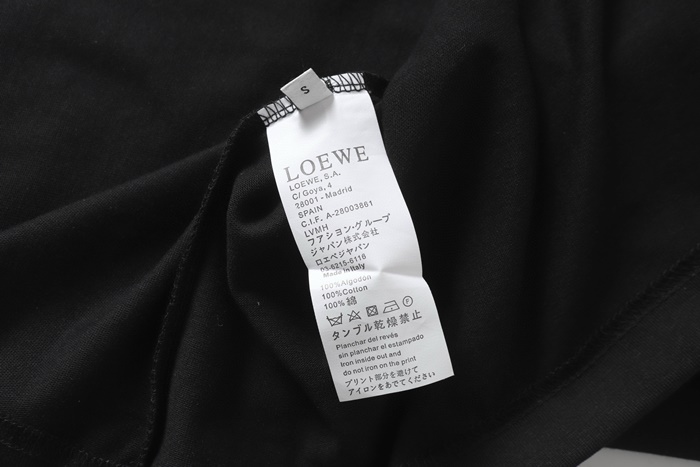 S
LOEWE
LOEWE, S.A.
C/ Goya, 4
28001 - Madrid
SPAIN
C.I.F. A-28003861
LVMH
ファション・グループ
ジャパン株式会社
ロエベジャパン
03-6215-6116
Made in Italy
100%Algodon
100%Cotton
100% 綿
タンブル乾燥禁止
Planchar del revés
sin planchar el estampado
Iron inside out and
do not iron on the print
プリント部分を避けて
アイロンをあでてください